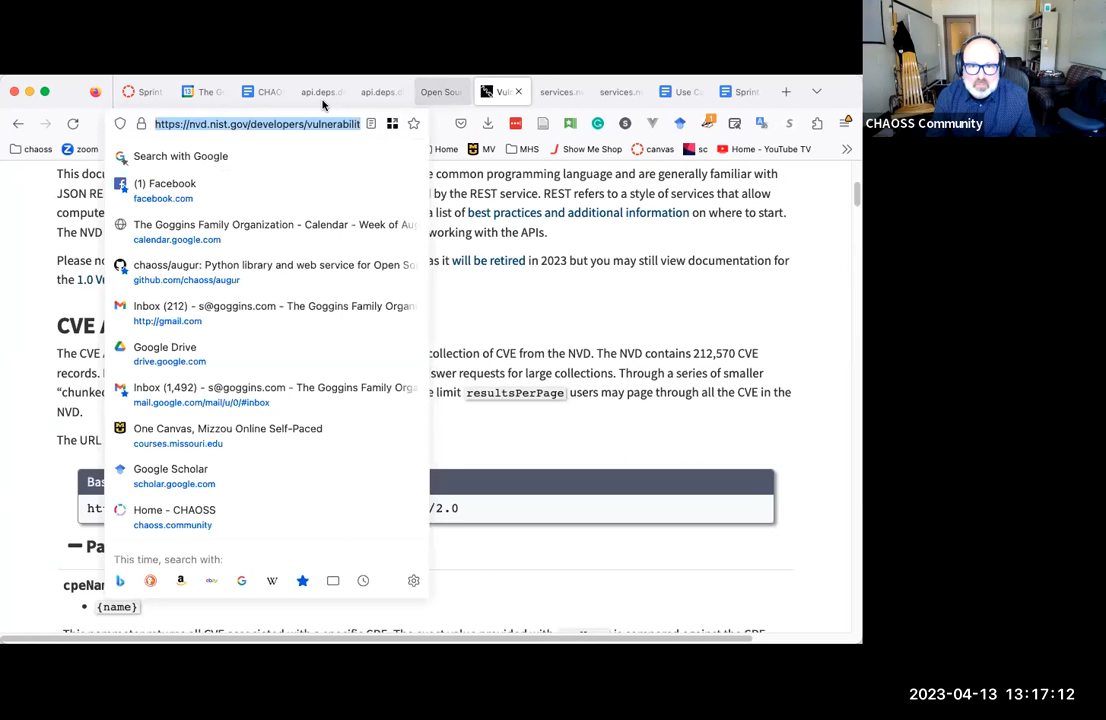 Sprint
The G
CHAO
api.deps.d
api.deps.d
Open Sou
Vul
services.nv
services.n
Use C
Sprint
https://nvd.nist.gov/developers/vulnerabilit
chaoss
zoom
Home
MV
MHS
Show Me Shop
canvas
sc
Home - YouTube TV
CHAOSS Community
Search with Google
(1) Facebook
facebook.com
The Goggins Family Organization - Calendar - Week of Aug
calendar.google.com
chaoss/augur: Python library and web service for Open So
github.com/chaoss/augur
Inbox (212) - s@goggins.com - The Goggins Family Organ
http://gmail.com
Google Drive
drive.google.com
Inbox (1,492) - s@goggins.com - The Goggins Family Orga
mail.google.com/mail/u/0/#inbox
One Canvas, Mizzou Online Self-Paced
courses.missouri.edu
Google Scholar
scholar.google.com
Home - CHAOSS
chaoss.community
This time, search with:
This docu
common programming language and are generally familiar with
JSON RE
d by the REST service. REST refers to a style of services that allow
compute
a list of best practices and additional information on where to start.
The NVD
working with the APIs.
Please no
as it will be retired in 2023 but you may still view documentation for
the 1.0 Ve
CVE A
The CVE A
collection of CVE from the NVD. The NVD contains 212,570 CVE
records.
swer requests for large collections. Through a series of smaller
“chunked
e limit resultsPerPage users may page through all the CVE in the
NVD.
The URL
Bas
htt
/2.0
Pa
cpeNam
{name}
2023-04-13 13:17:12